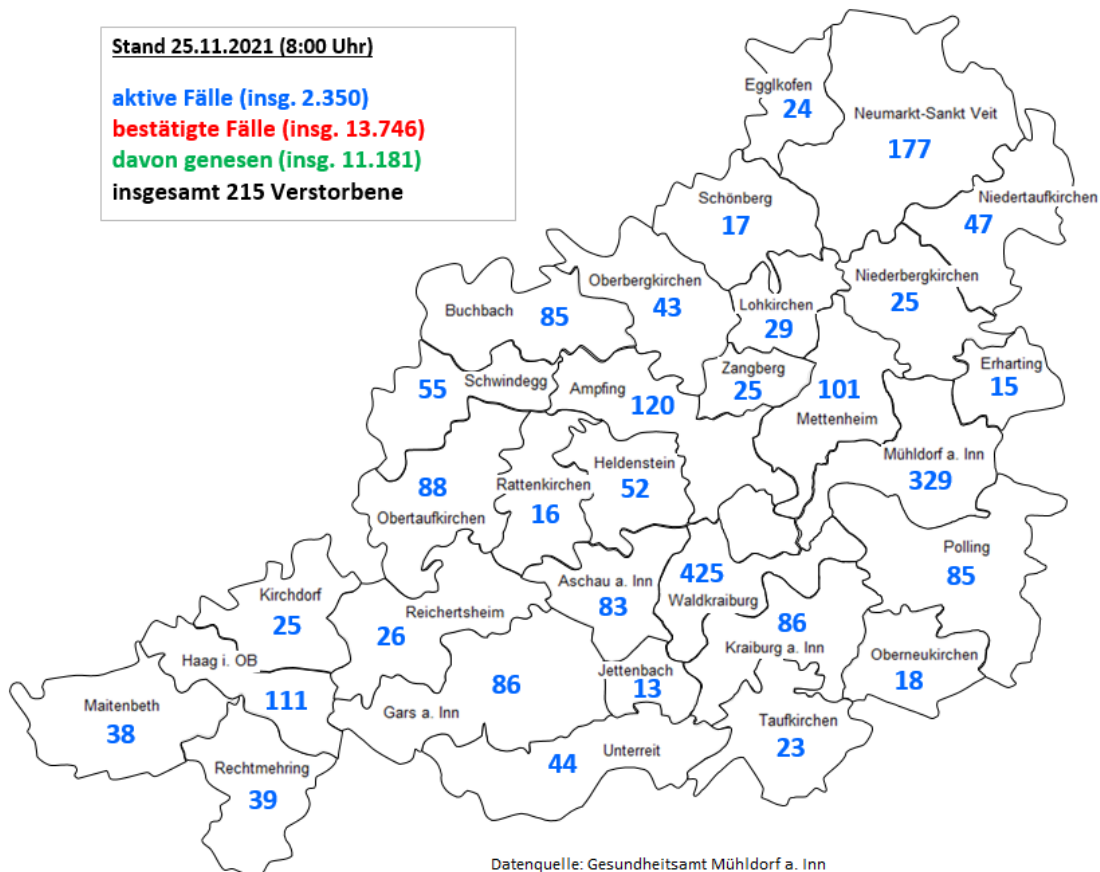 Stand 25.11.2021 (8:00 Uhr)
aktive Fälle (insg. 2.350)
bestätigte Fälle (insg. 13.746)
davon genesen (insg. 11.181)
insgesamt 215 Verstorbene
Egglkofen
24
Neumarkt-Sankt Veit
177
Niedertaufkirchen
47
Schönberg
17
Oberbergkirchen
43
Lohkirchen
29
Niederbergkirchen
25
Buchbach 85
55 Schwindegg
Ampfing
120
Zangberg
25
101
Mettenheim
Erharting
15
Mühldorf a. Inn
329
88
Obertaufkirchen
Rattenkirchen
16
Heldenstein
52
Polling
85
Aschau a. Inn
83
425
Waldkraiburg
86
Kraiburg a. Inn
Kirchdorf
25
Reichertsheim
26
Oberneukirchen
18
Haag i. OB
111
Jettenbach
13
86
Gars a. Inn
Maitenbeth
38
Taufkirchen
23
Unterreit
44
Rechtmehring
39
Datenquelle: Gesundheitsamt Mühldorf a. Inn